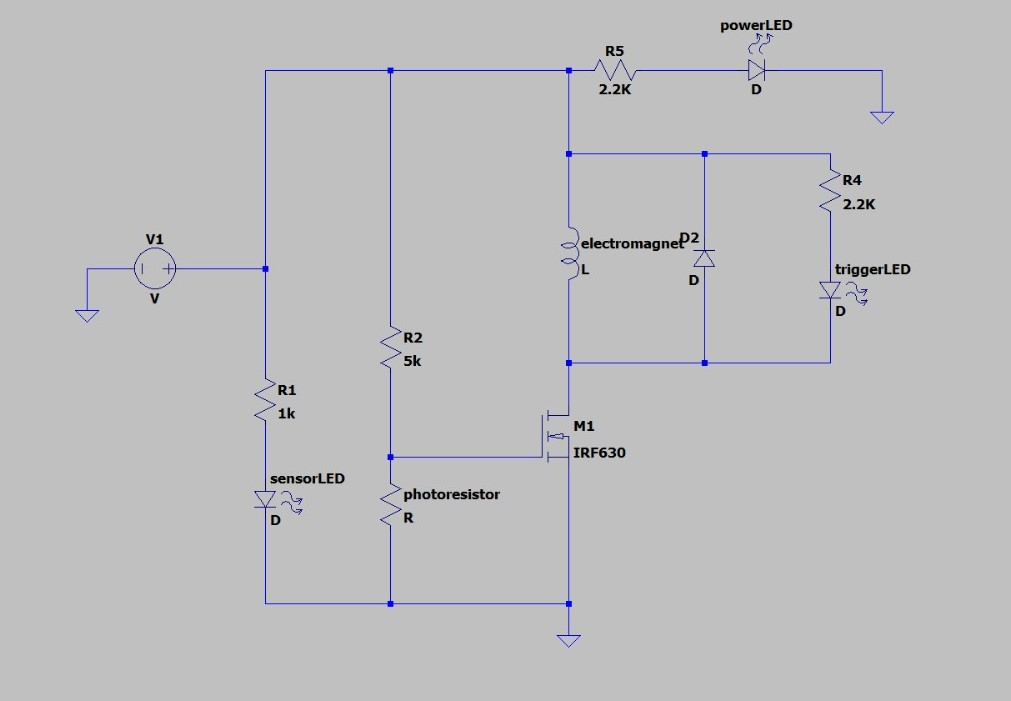 powerLED
R5
2.2K
D
R4
2.2K
V1
V
electromagnet
L
D2
D
triggerLED
D
R2
5k
R1
1k
M1
IRF630
sensorLED
D
photoresistor
R